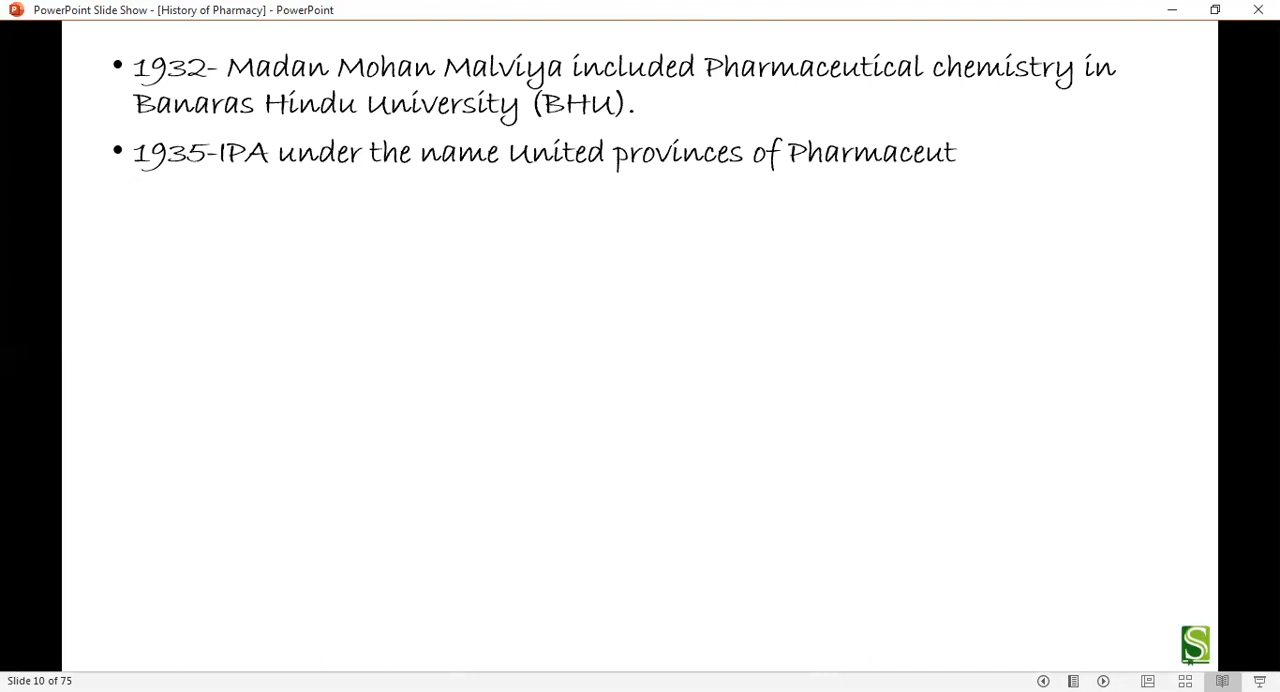 PowerPoint Slide Show - [History of Pharmacy] - PowerPoint
• 1932- Madan Mohan Malviya included Pharmaceutical chemistry in
Banaras Hindu University (BHU).
• 1935-IPA under the name United provinces of Pharmaceut
S
Slide 10 of 75